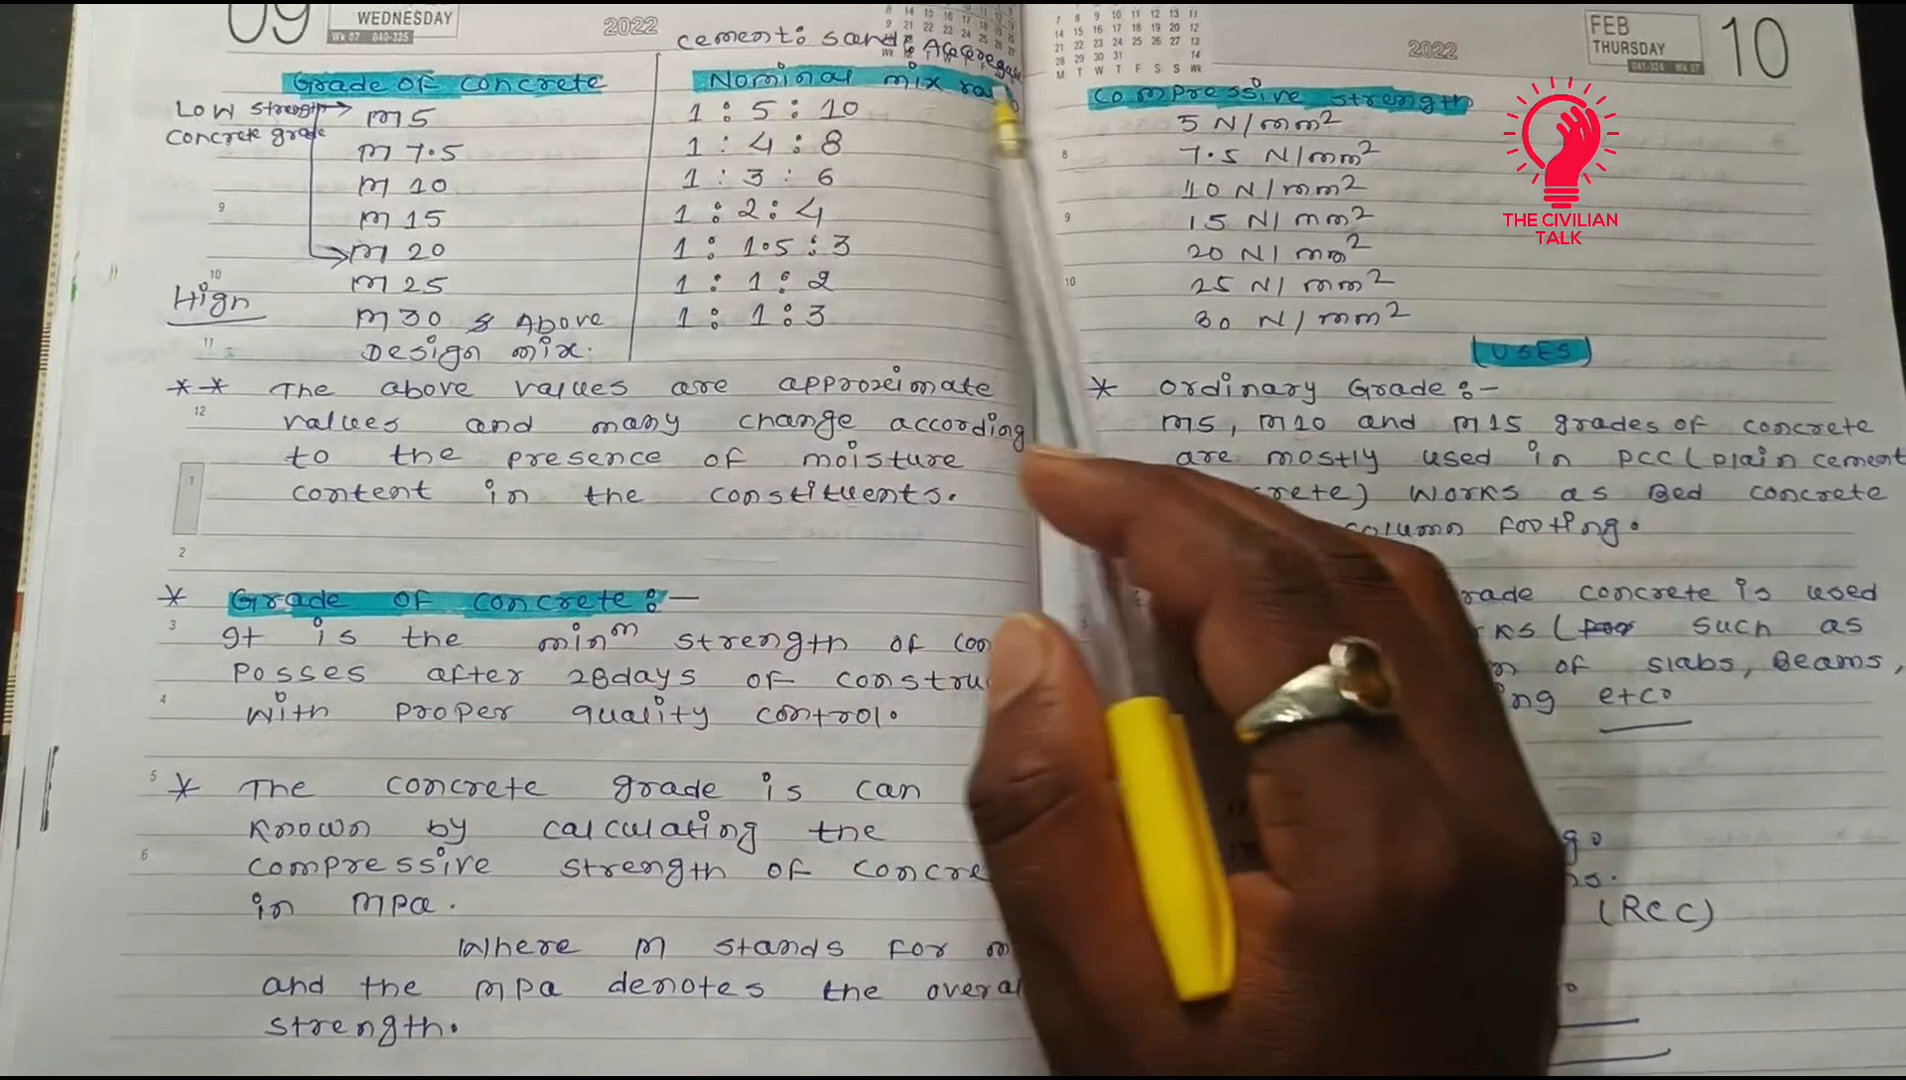 09
WEDNESDAY
Wk 07 040-325
2022
cement: sand:
Grade of concrete
Nominal mix
Low strength
concrete grade
M5
1 : 5 : 10
M 7.5
1 : 4 : 8
M 10
1 : 3 : 6
M 15
1 : 2 : 4
M 20
1 : 1.5 : 3
M 25
1 : 1 : 2
High
M30 & Above
1 : 1 : 3
Design mix.
** The above values are approximate
values and many change according
to the presence of moisture
content in the constituents.
* Grade of concrete:-
It is the minm strength of
Posses after 28days of
with proper quality control.
* The concrete grade is can
known by calculating the
compressive strength of
in MPa.
Where M stands for
and the MPa denotes the
strength.
2022
FEB
THURSDAY
10
compressive strength
5 N/mm2
7.5 N/mm2
10 N/mm2
15 N/mm2
20 N/mm2
25 N/mm2
30 N/mm2
USES
* ordinary Grade:-
M5, M10 and M15 grades of concrete
are mostly used in PCC (Plain cement
works as Bed concrete
column footing.
concrete is used
such as
of slabs, Beams,
etc.
(RCC)
THE CIVILIAN
TALK